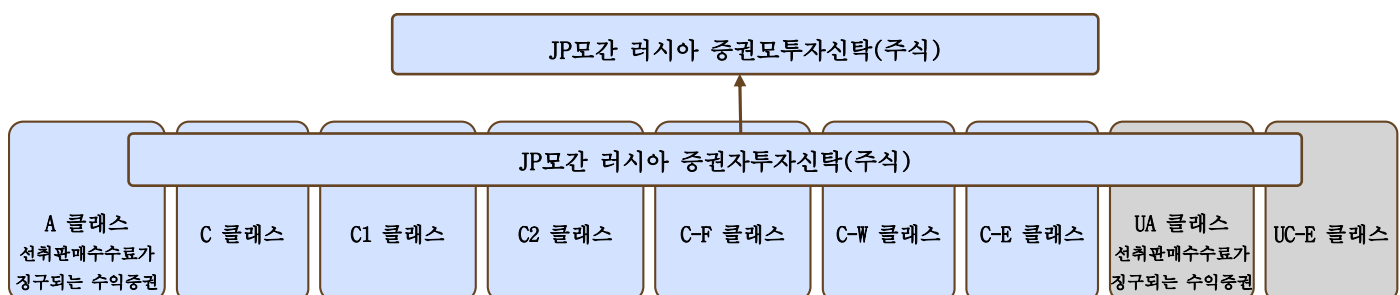 JP모간 러시아 증권모투자신탁(주식)
JP모간 러시아 증권자투자신탁(주식)
A 클래스
선취판매수수료가
징구되는 수익증권
C 클래스
C1 클래스
C2 클래스
C-F 클래스
C-W 클래스
C-E 클래스
UA 클래스
선취판매수수료가
징구되는 수익증권
UC-E 클래스